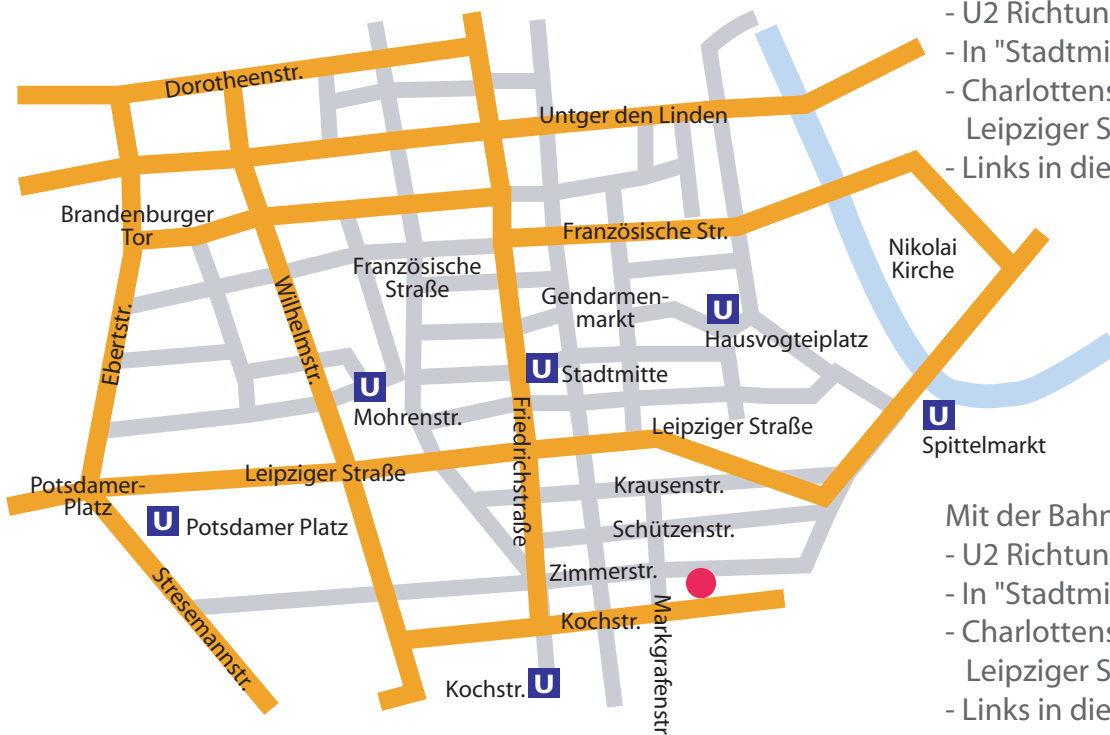 - U2 Richtun
- In "Stadtmi
- Charlottens
Leipziger S
- Links in die
Dorotheenstr.
Untger den Linden
Brandenburger
Tor
Französische Str.
Nikolai
Kirche
Französische
Straße
Gendarmen-
markt
U
Hausvogteiplatz
Ebertstr.
Wilhelmstr.
U
Stadtmitte
U
Mohrenstr.
Friedrichstraße
Leipziger Straße
U
Spittelmarkt
Leipziger Straße
Potsdamer-
Platz
Krausenstr.
U
Potsdamer Platz
Schützenstr.
Zimmerstr.
Stresemannstr.
Kochstr.
Markgrafenstr
Kochstr.
U
Mit der Bahn
- U2 Richtun
- In "Stadtmi
- Charlottens
Leipziger S
- Links in die